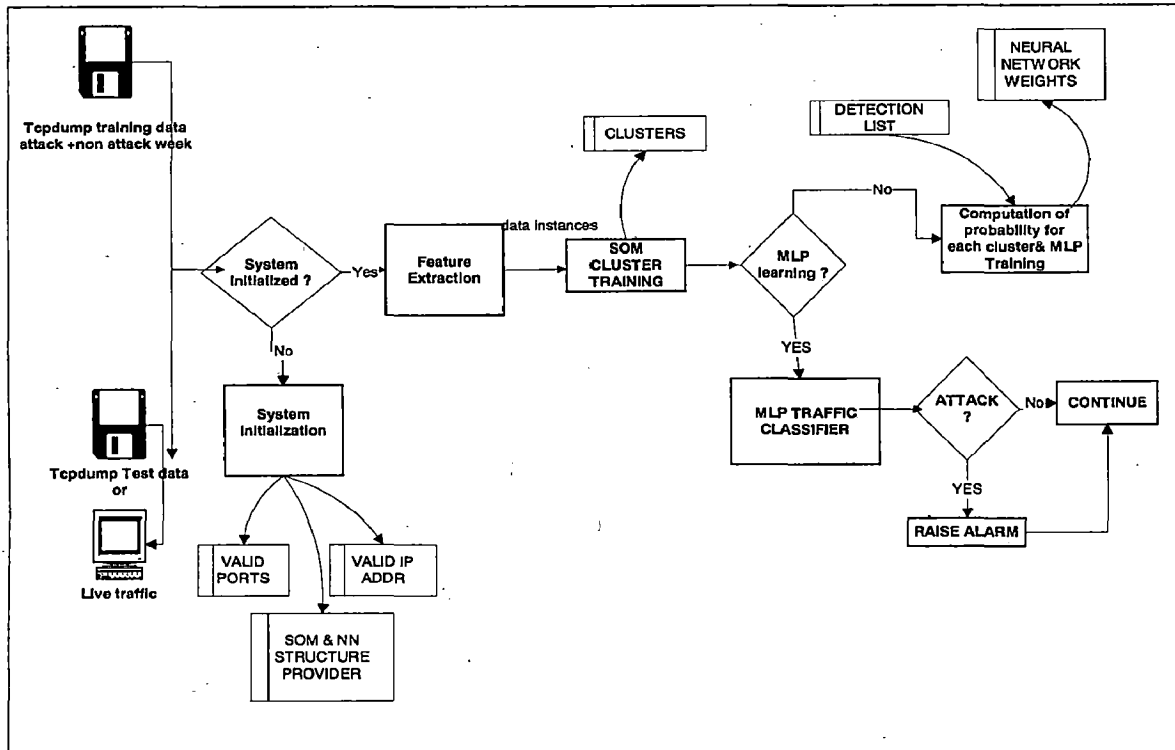 Tcpdump training data
attack +non attack week
System
Initialized ?
Yes
Feature
Extraction
data instances
SOM
CLUSTER
TRAINING
CLUSTERS
MLP
learning ?
No
DETECTION
LIST
NEURAL
NETWORK
WEIGHTS
Computation of
probability for
each cluster& MLP
Training
No
System
Initialization
VALID
PORTS
VALID IP
ADDR
SOM & NN
STRUCTURE
PROVIDER
Tcpdump Test data
or
Live traffic
YES
MLP TRAFFIC
CLASSIFIER
ATTACK
?
No
CONTINUE
YES
RAISE ALARM